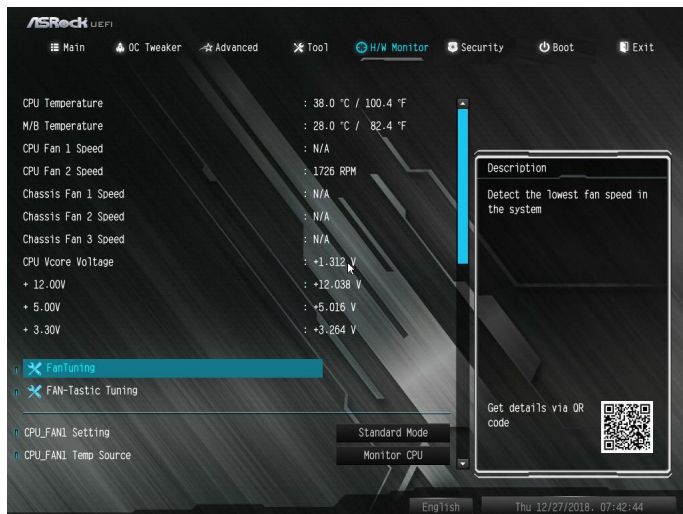 ASRock UEFI
Main OC Tweaker Advanced Tool H/W Monitor Security Boot Exit
CPU Temperature : 38.0 °C / 100.4 °F
M/B Temperature : 28.0 °C / 82.4 °F
CPU Fan 1 Speed : N/A
CPU Fan 2 Speed : 1726 RPM
Chassis Fan 1 Speed : N/A
Chassis Fan 2 Speed : N/A
Chassis Fan 3 Speed : N/A
CPU Vcore Voltage : +1.312 V
+ 12.00V : +12.038 V
+ 5.00V : +5.016 V
+ 3.30V : +3.264 V
FanTuning
FAN-Tastic Tuning
CPU_FAN1 Setting Standard Mode
CPU_FAN1 Temp Source Monitor CPU
Description
Detect the lowest fan speed in
the system
Get details via QR
code
English Thu 12/27/2018. 07:42:44